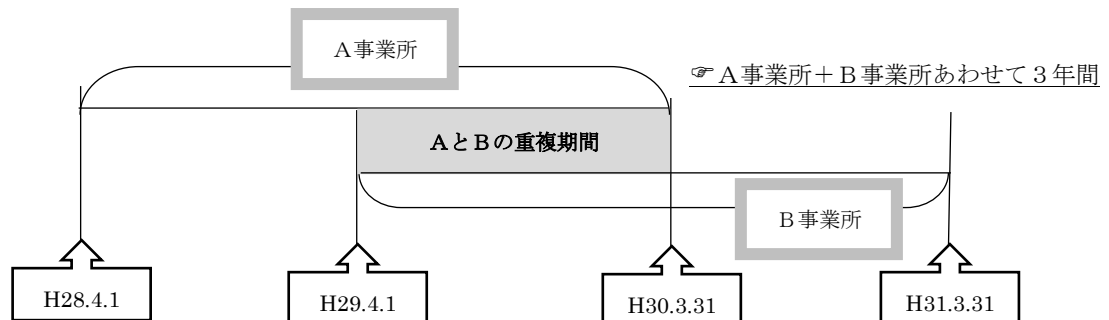 A事業所
☞A事業所+B事業所あわせて3年間
AとBの重複期間
B事業所
H28.4.1
H29.4.1
H30.3.31
H31.3.31